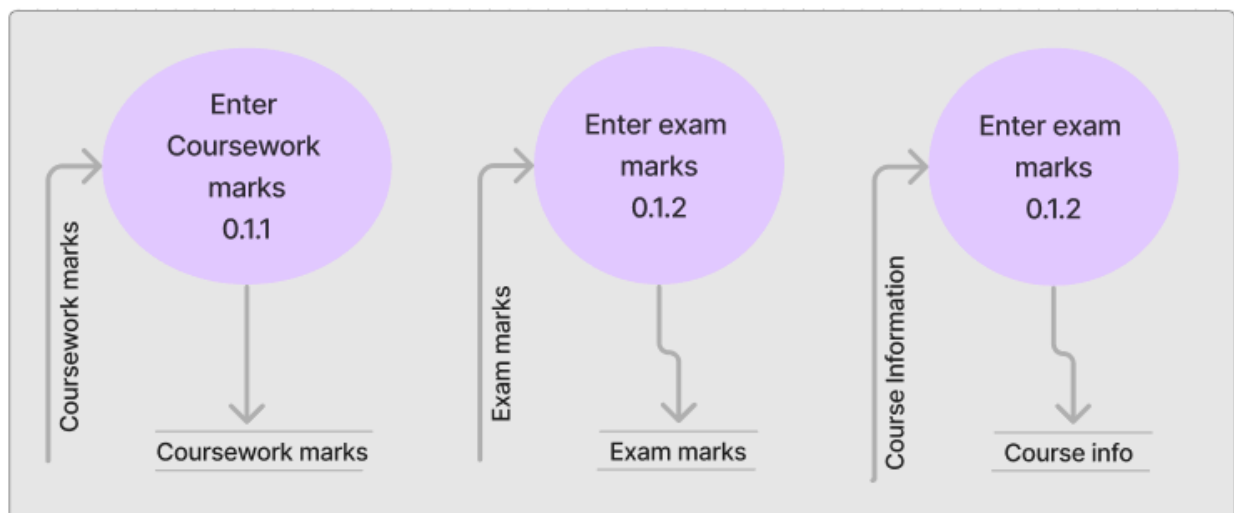 Enter
Coursework
marks
0.1.1
Coursework marks
Coursework marks
Enter exam
marks
0.1.2
Exam marks
Exam marks
Enter exam
marks
0.1.2
Course Information
Course info